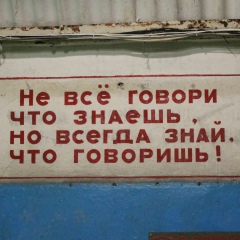 Не всё говори
что знаешь,
но всегда знай,
что говоришь!